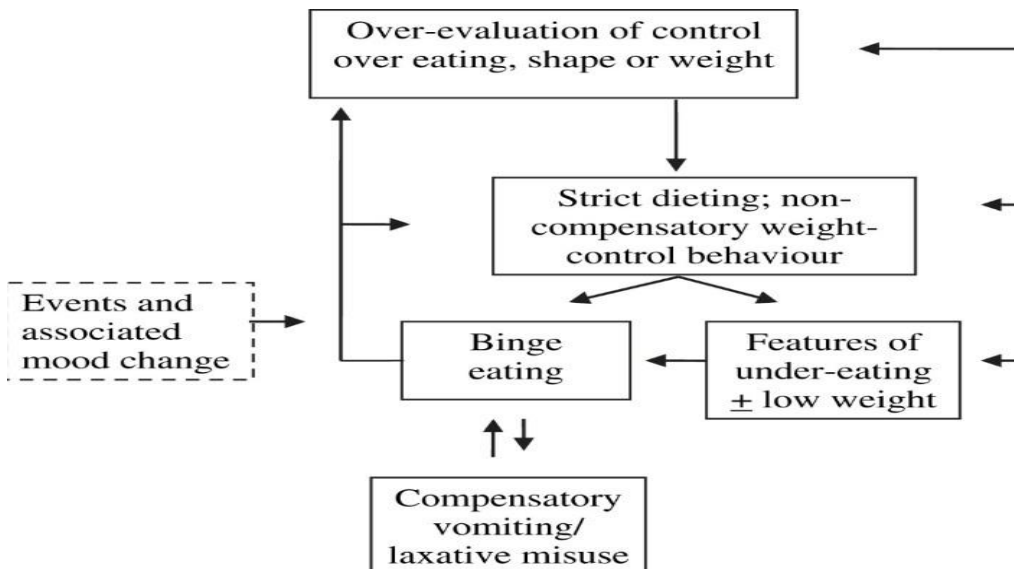 Over-evaluation of control
over eating, shape or weight
Strict dieting; non-
compensatory weight-
control behaviour
Events and
associated
mood change
Binge
eating
Features of
under-eating
± low weight
Compensatory
vomiting/
laxative misuse